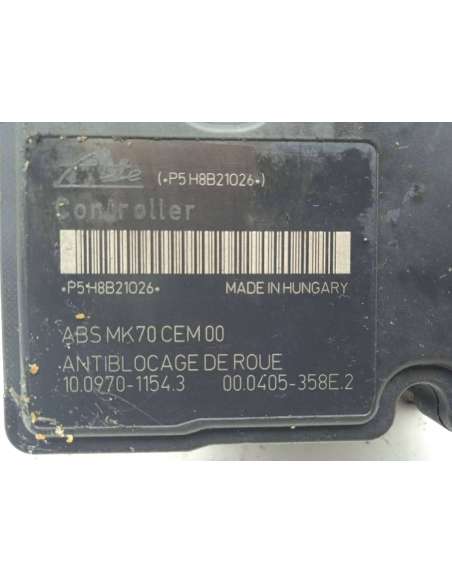 Ate (*P5H8B21026*)
Controller
*P5H8B21026* MADE IN HUNGARY
ABS MK70 CEM 00
ANTIBLOCAGE DE ROUE
10.0970-1154.3 00.0405-358E.2